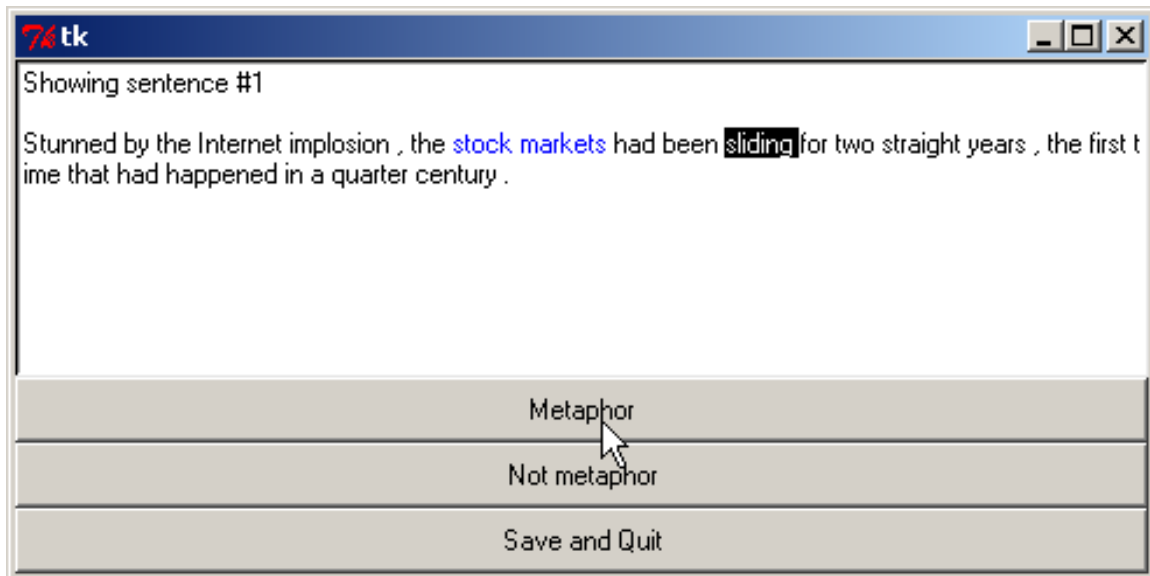 tk
Showing sentence #1
Stunned by the Internet implosion , the stock markets had been sliding for two straight years , the first t
ime that had happened in a quarter century .
Metaphor
Not metaphor
Save and Quit